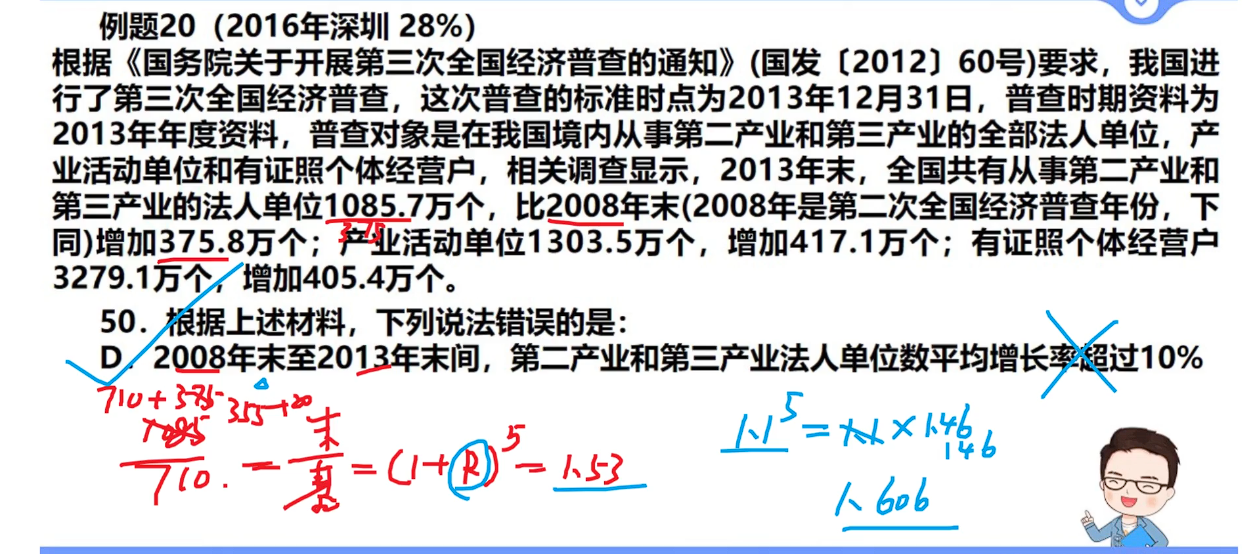 例题20（2016年深圳 28%）
根据《国务院关于开展第三次全国经济普查的通知》(国发〔2012〕60号)要求，我国进
行了第三次全国经济普查，这次普查的标准时点为2013年12月31日，普查时期资料为
2013年年度资料，普查对象是在我国境内从事第二产业和第三产业的全部法人单位，产
业活动单位和有证照个体经营户，相关调查显示，2013年末，全国共有从事第二产业和
第三产业的法人单位1085.7万个，比2008年末(2008年是第二次全国经济普查年份，下
同)增加375.8万个；产业活动单位1303.5万个，增加417.1万个；有证照个体经营户
375
3279.1万个，增加405.4万个。
50．根据上述材料，下列说法错误的是：
D．2008年末至2013年末间，第二产业和第三产业法人单位数平均增长率超过10%
710+375 355→20
1085
710. = 末 = (1+R)^5 = 1.53
1.1^5 = 1.1×1.46
146
1.606